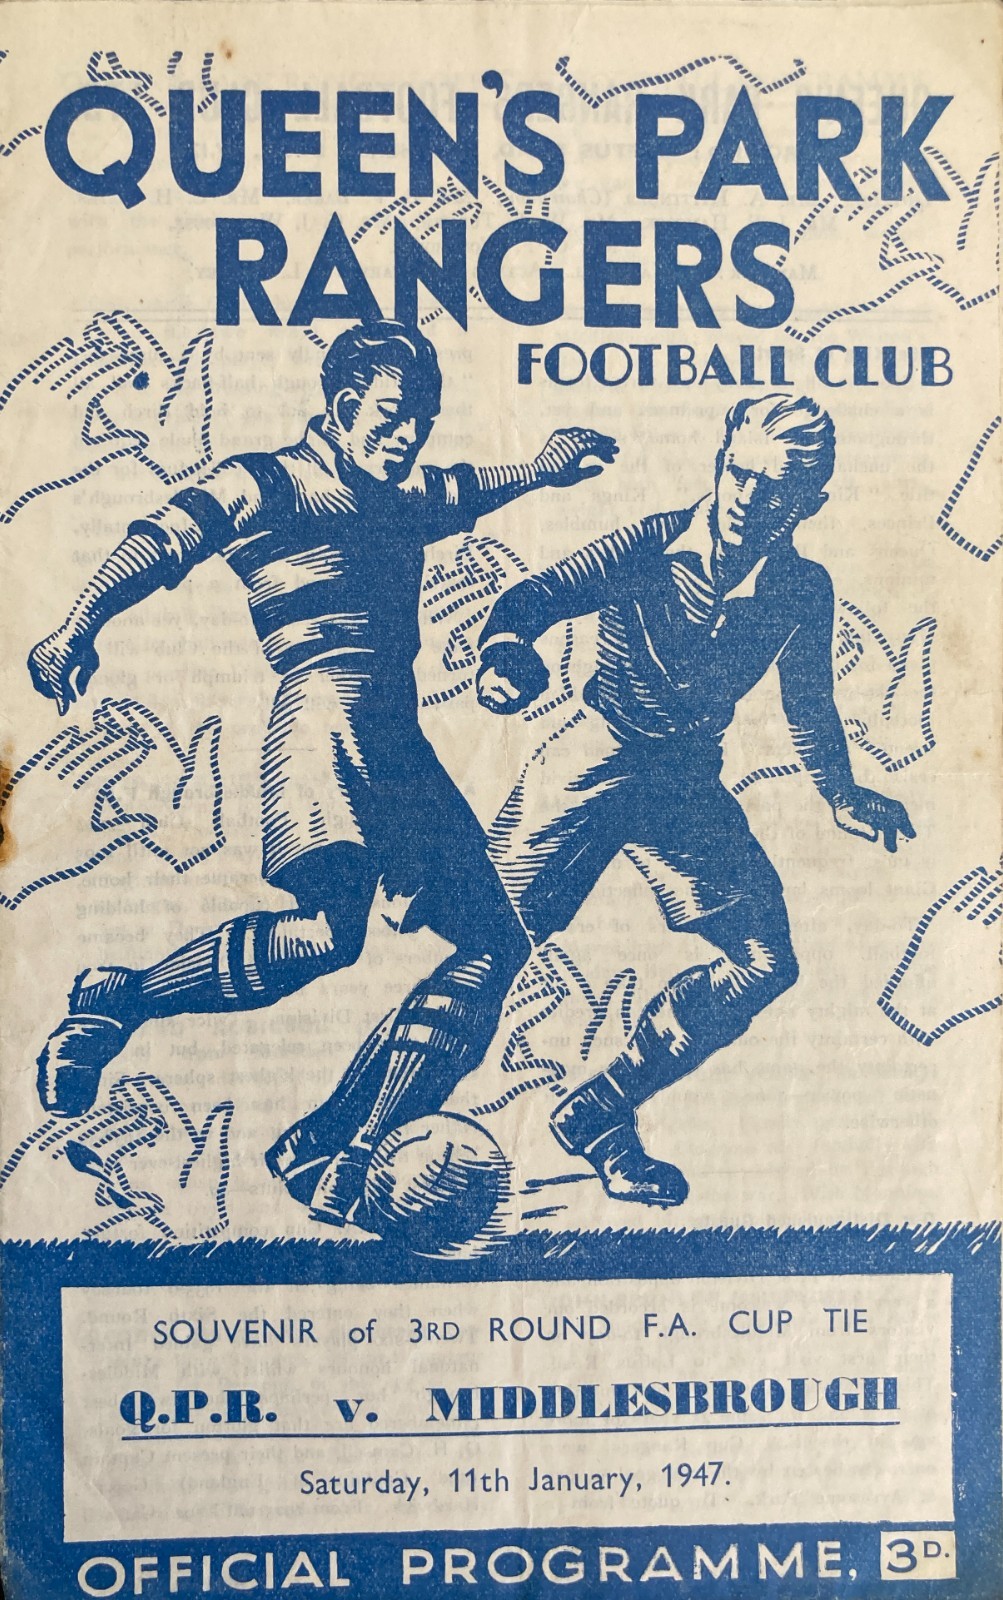 QUEEN'S PARK
RANGERS
FOOTBALL CLUB
SOUVENIR of 3RD ROUND F.A. CUP TIE
Q.P.R. v. MIDDLESBROUGH
Saturday, 11th January, 1947.
OFFICIAL PROGRAMME, 3D.